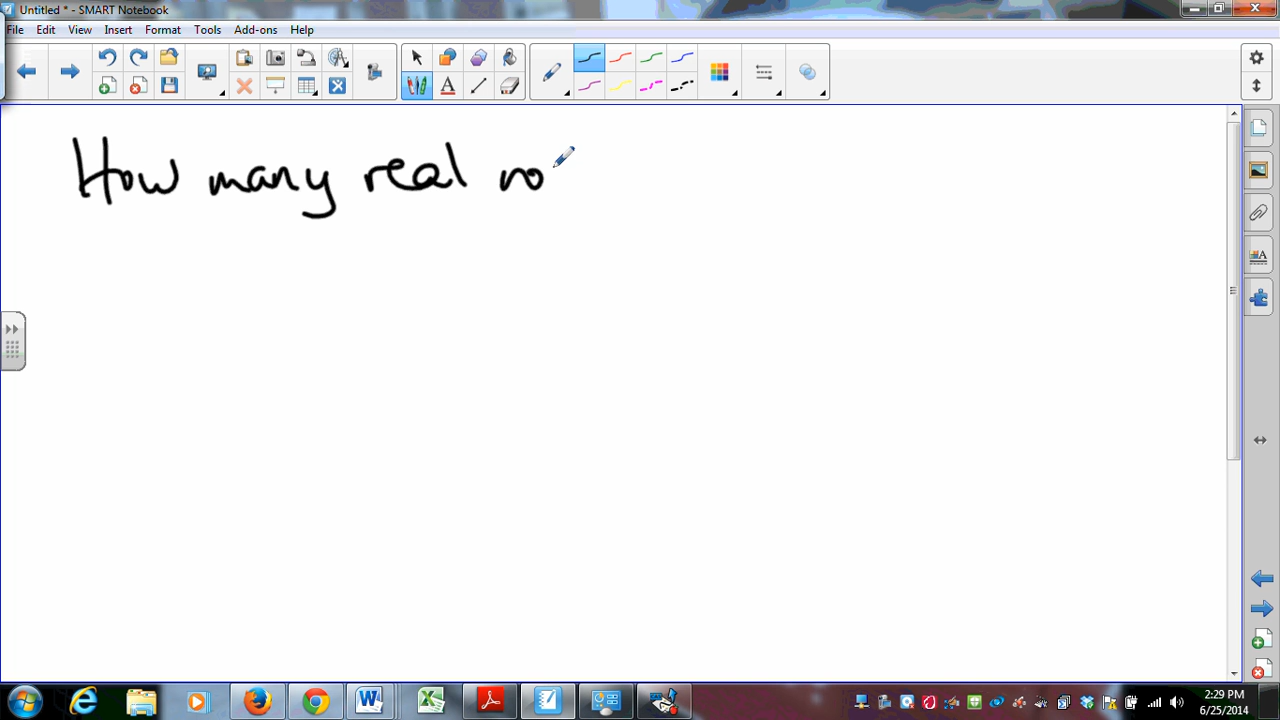 Untitled * - SMART Notebook
File Edit View Insert Format Tools Add-ons Help
How many real ro
2:29 PM
6/25/2014